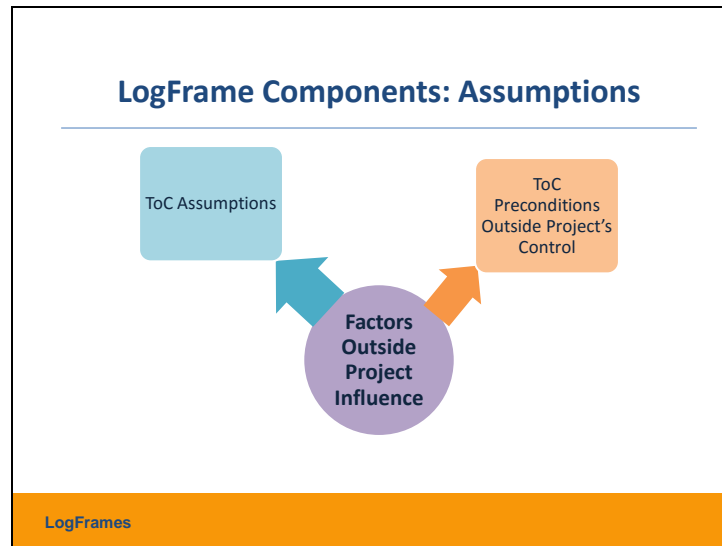 LogFrame Components: Assumptions
ToC Assumptions
ToC
Preconditions
Outside Project's
Control
Factors
Outside
Project
Influence
LogFrames